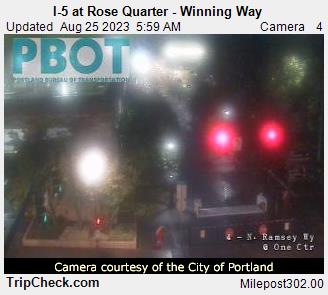 I-5 at Rose Quarter - Winning Way
Updated Aug 25 2023 5:59 AM Camera 4
PBOT
PORTLAND BUREAU OF TRANSPORTATION
4 - N. Ramsey Wy
@ One Ctr
Camera courtesy of the City of Portland
TripCheck.com Milepost302.00